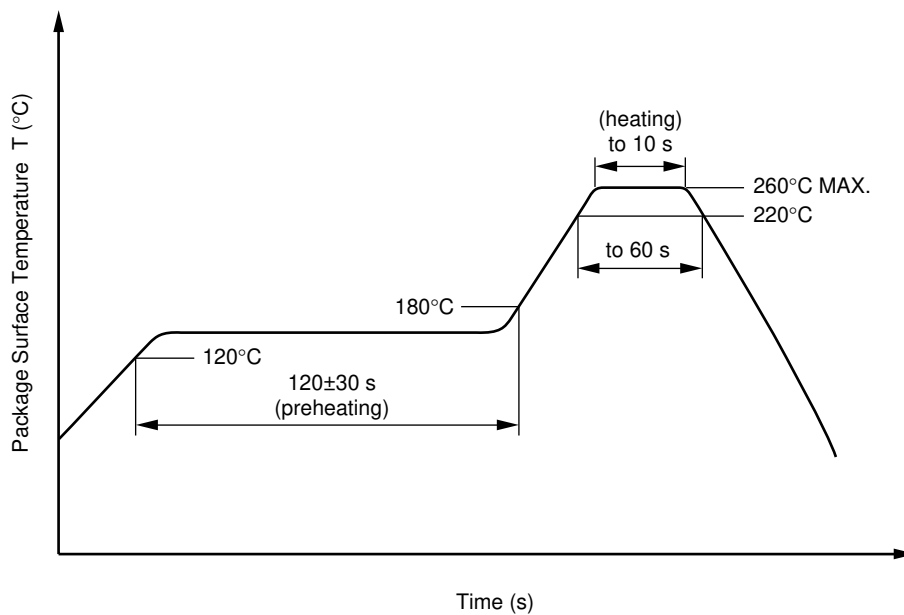 (heating)
to 10 s
260°C MAX.
220°C
to 60 s
180°C
120°C
120±30 s
(preheating)
Package Surface Temperature T (°C)
Time (s)